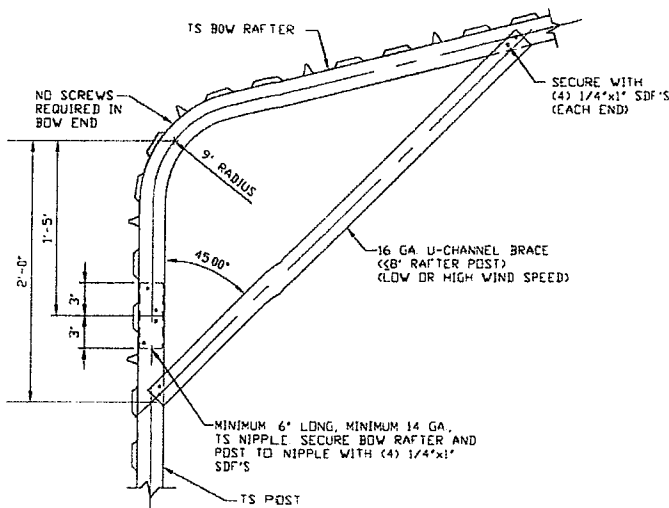 TS BOW RAFTER
NO SCREWS
REQUIRED IN
BOW END
SECURE WITH
(4) 1/4"x1" SDF'S
(EACH END)
9" RADIUS
2'-0"
1'-5"
45.00°
16 GA. U-CHANNEL BRACE
(≤8' RAFTER POST)
(LOW OR HIGH WIND SPEED)
3"
3"
MINIMUM 6" LONG, MINIMUM 14 GA.,
TS NIPPLE. SECURE BOW RAFTER AND
POST TO NIPPLE WITH (4) 1/4"x1"
SDF'S
TS POST